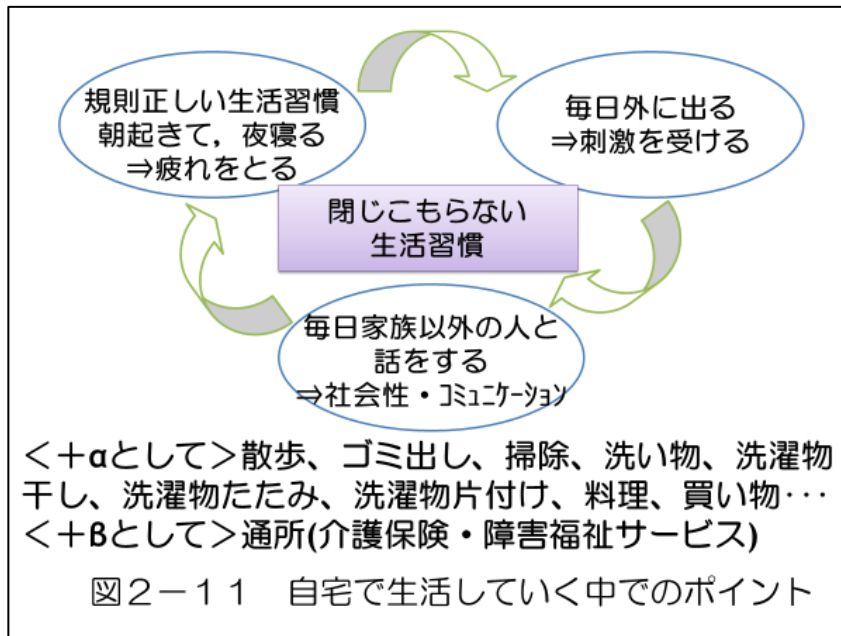 規則正しい生活習慣
朝起きて，夜寝る
⇒疲れをとる
毎日外に出る
⇒刺激を受ける
閉じこもらない
生活習慣
毎日家族以外の人と
話をする
⇒社会性・ｺﾐｭﾆｹｰｼｮﾝ
＜＋αとして＞散歩、ゴミ出し、掃除、洗い物、洗濯物
干し、洗濯物たたみ、洗濯物片付け、料理、買い物･･･
＜＋βとして＞通所(介護保険・障害福祉サービス)
図２－１１　自宅で生活していく中でのポイント